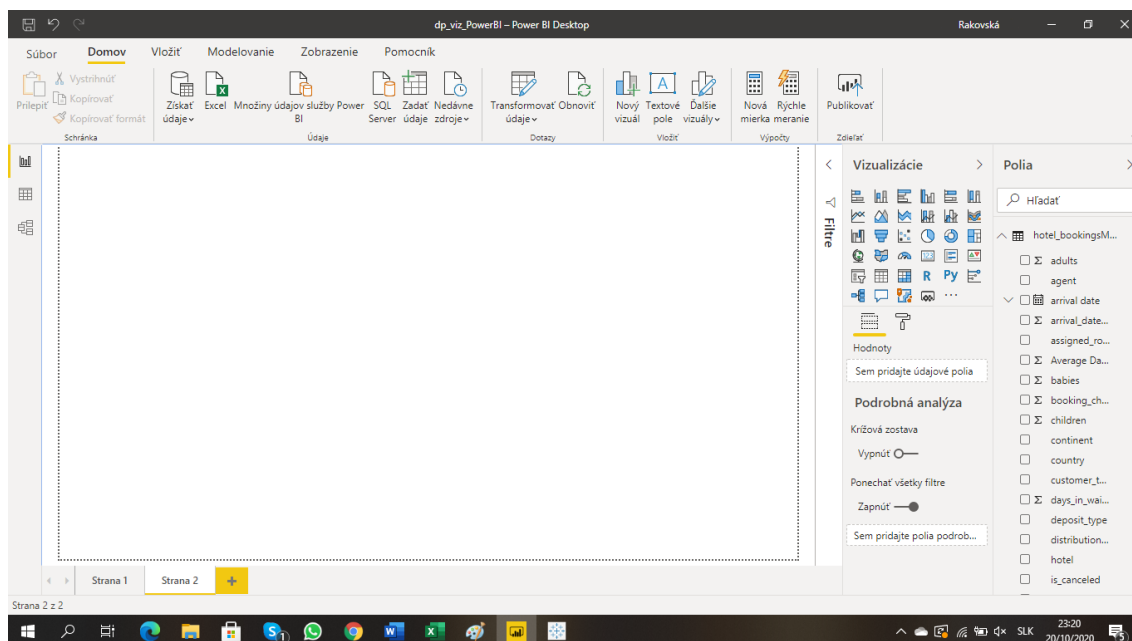 dp_viz_PowerBI – Power BI Desktop
Rakovská
Súbor Domov Vložiť Modelovanie Zobrazenie Pomocník
Prilepiť
Vystrihnúť
Kopírovať
Kopírovať formát
Schránka
Získať údaje
Excel
Množiny údajov služby Power BI
SQL Server
Zadať údaje
Nedávne zdroje
Údaje
Transformovať údaje
Obnoviť
Dotazy
Nový vizuál
Textové pole
Ďalšie vizuály
Vložiť
Nová mierka
Rýchle meranie
Výpočty
Publikovať
Zdieľať
Filtre
Vizualizácie
123
R Py
Hodnoty
Sem pridajte údajové polia
Podrobná analýza
Krížová zostava
Vypnúť
Ponechať všetky filtre
Zapnúť
Sem pridajte polia podrob...
Polia
Hľadať
hotel_bookingsM...
Σ adults
agent
arrival date
Σ arrival_date...
assigned_ro...
Σ Average Da...
Σ babies
Σ booking_ch...
Σ children
continent
country
customer_t...
Σ days_in_wai...
deposit_type
distribution...
hotel
is_canceled
Strana 1
Strana 2
+
Strana 2 z 2
SLK
23:20
20/10/2020